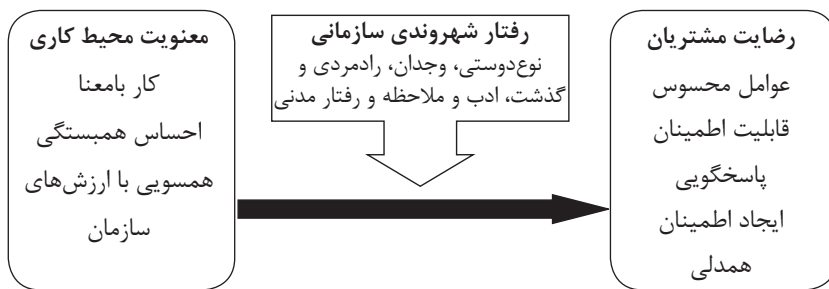 رضایت مشتریان
عوامل محسوس
قابلیت اطمینان
پاسخگویی
ایجاد اطمینان
همدلی
رفتار شهروندی سازمانی
نوع‌دوستی، وجدان، رادمردی و
گذشت، ادب و ملاحظه و رفتار مدنی
معنویت محیط کاری
کار بامعنا
احساس همبستگی
همسویی با ارزش‌های
سازمان